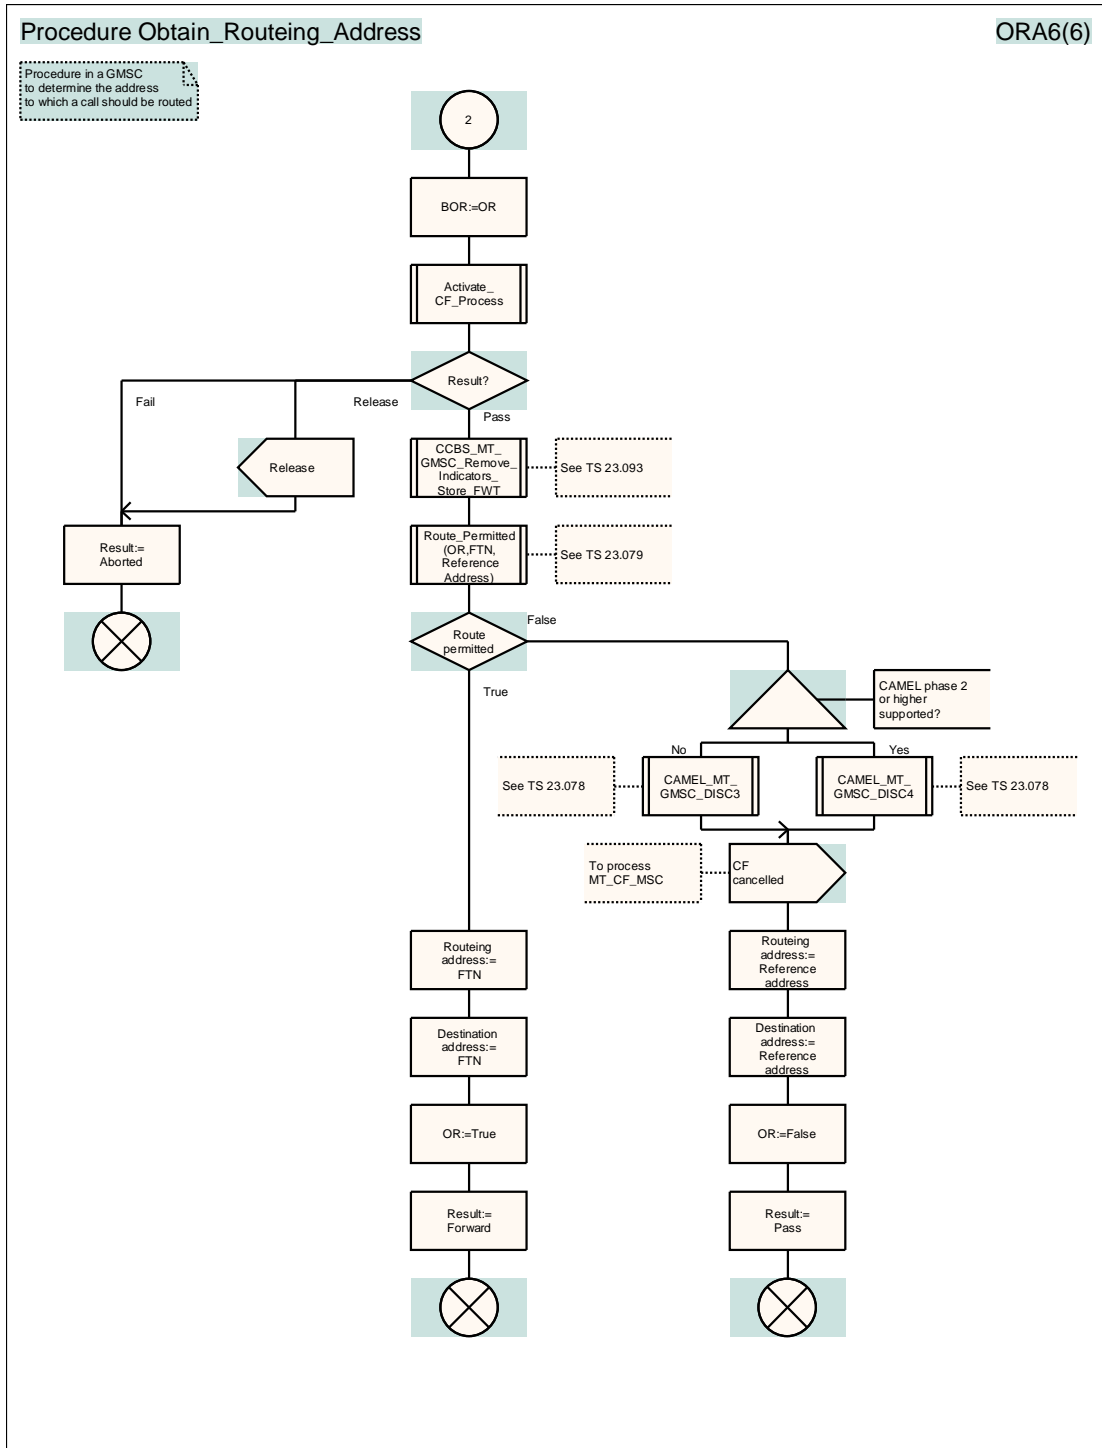 Procedure Obtain_Routeing_Address
ORA6(6)
Procedure in a GMSC
to determine the address
to which a call should be routed
2
BOR:=OR
Activate_
CF_Process
Result?
Fail
Release
Pass
Release
CCBS_MT_
GMSC_Remove_
Indicators_
Store_FWT
See TS 23.093
Result:=
Aborted
Route_Permitted
(OR,FTN,
Reference
Address)
See TS 23.079
Route
permitted
False
True
CAMEL phase 2
or higher
supported?
No
Yes
See TS 23.078
CAMEL_MT_
GMSC_DISC3
CAMEL_MT_
GMSC_DISC4
See TS 23.078
To process
MT_CF_MSC
CF
cancelled
Routeing
address:=
FTN
Routeing
address:=
Reference
address
Destination
address:=
FTN
Destination
address:=
Reference
address
OR:=True
OR:=False
Result:=
Forward
Result:=
Pass